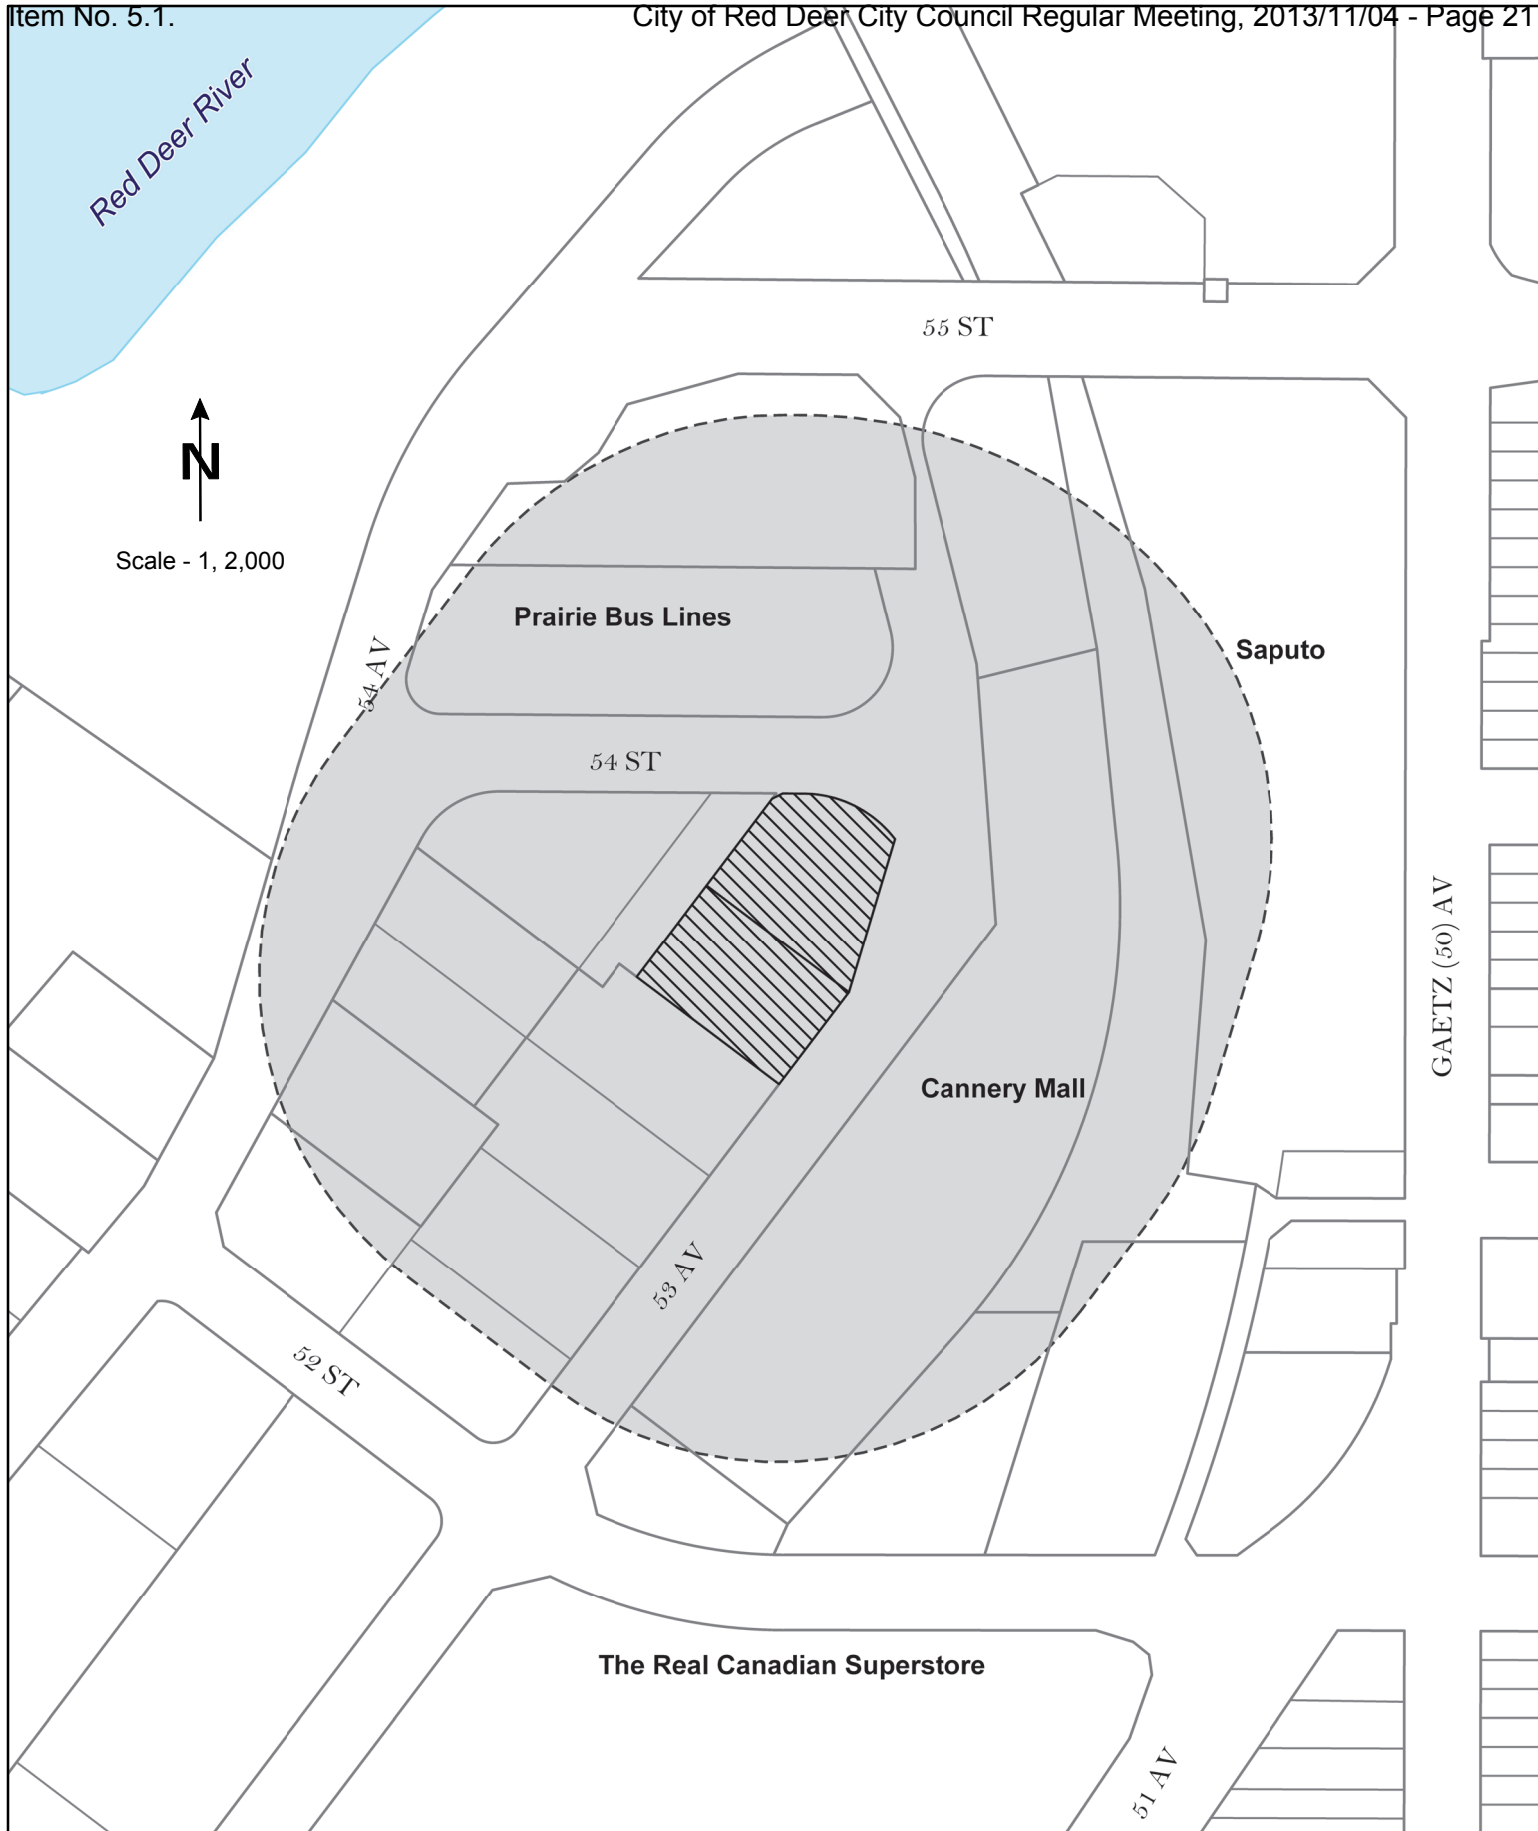 Item No. 5.1.
City of Red Deer City Council Regular Meeting, 2013/11/04 - Page 21
Red Deer River
55 ST
N
Scale - 1, 2,000
Prairie Bus Lines
Saputo
54 AV
54 ST
GAETZ (50) AV
Cannery Mall
53 AV
52 ST
The Real Canadian Superstore
51 AV